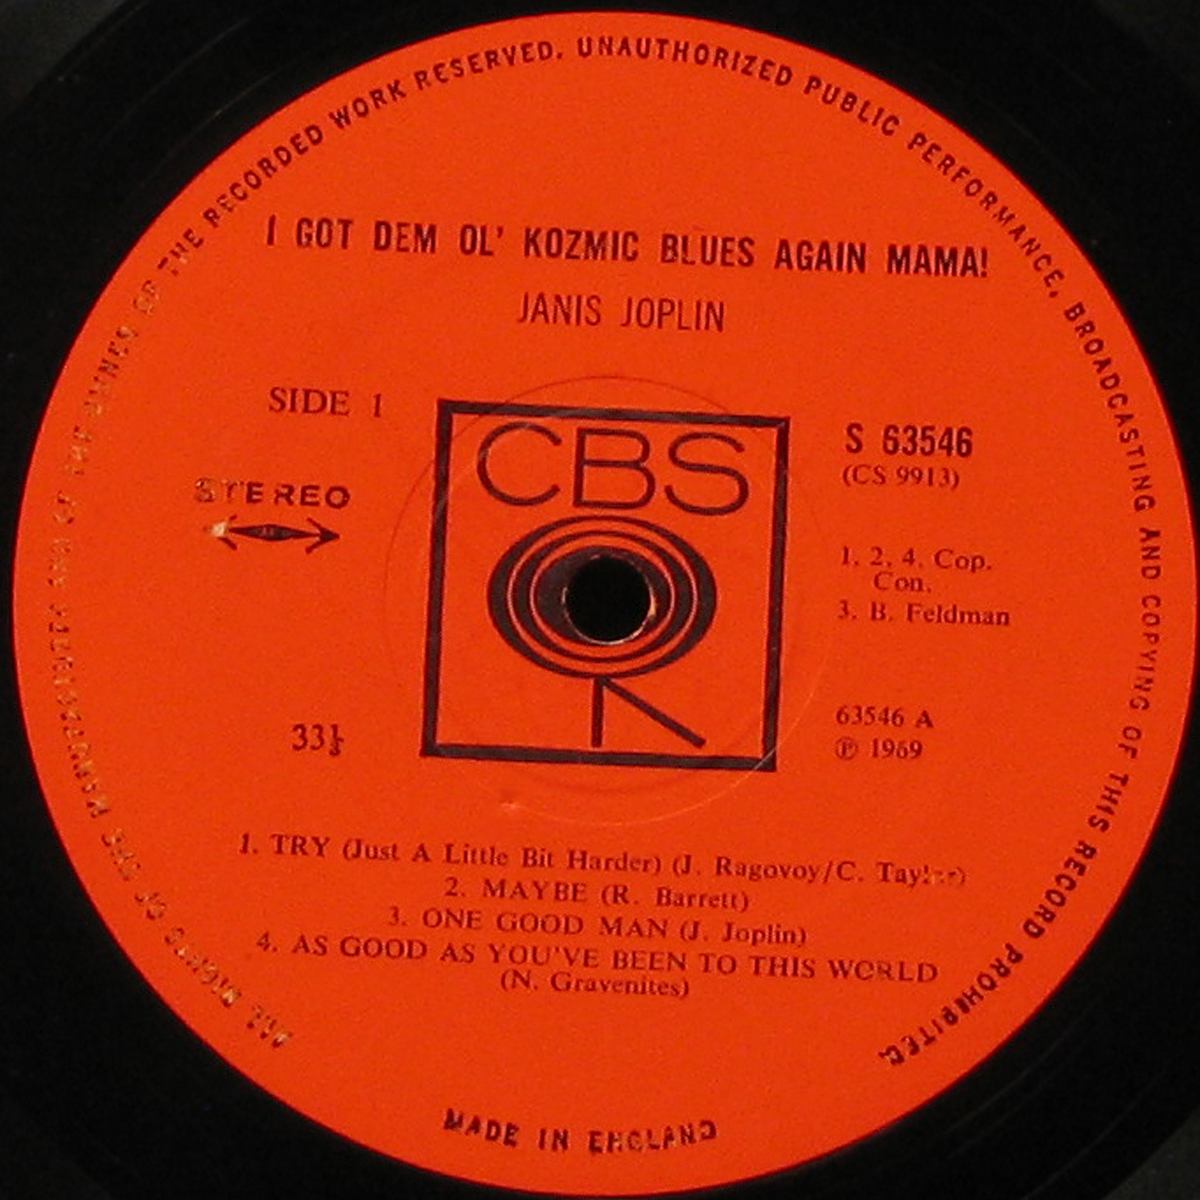 ALL RIGHTS OF THE MANUFACTURER AND OF THE OWNER OF THE RECORDED WORK RESERVED. UNAUTHORIZED PUBLIC PERFORMANCE, BROADCASTING AND COPYING OF THIS RECORD PROHIBITED.
I GOT DEM OL' KOZMIC BLUES AGAIN MAMA!
JANIS JOPLIN
SIDE 1
STEREO
CBS
S 63546
(CS 9913)
1, 2, 4. Cop.
Con.
3. B. Feldman
33⅓
63546 A
℗ 1969
1. TRY (Just A Little Bit Harder) (J. Ragovoy/C. Taylor)
2. MAYBE (R. Barrett)
3. ONE GOOD MAN (J. Joplin)
4. AS GOOD AS YOU'VE BEEN TO THIS WORLD
(N. Gravenites)
MADE IN ENGLAND